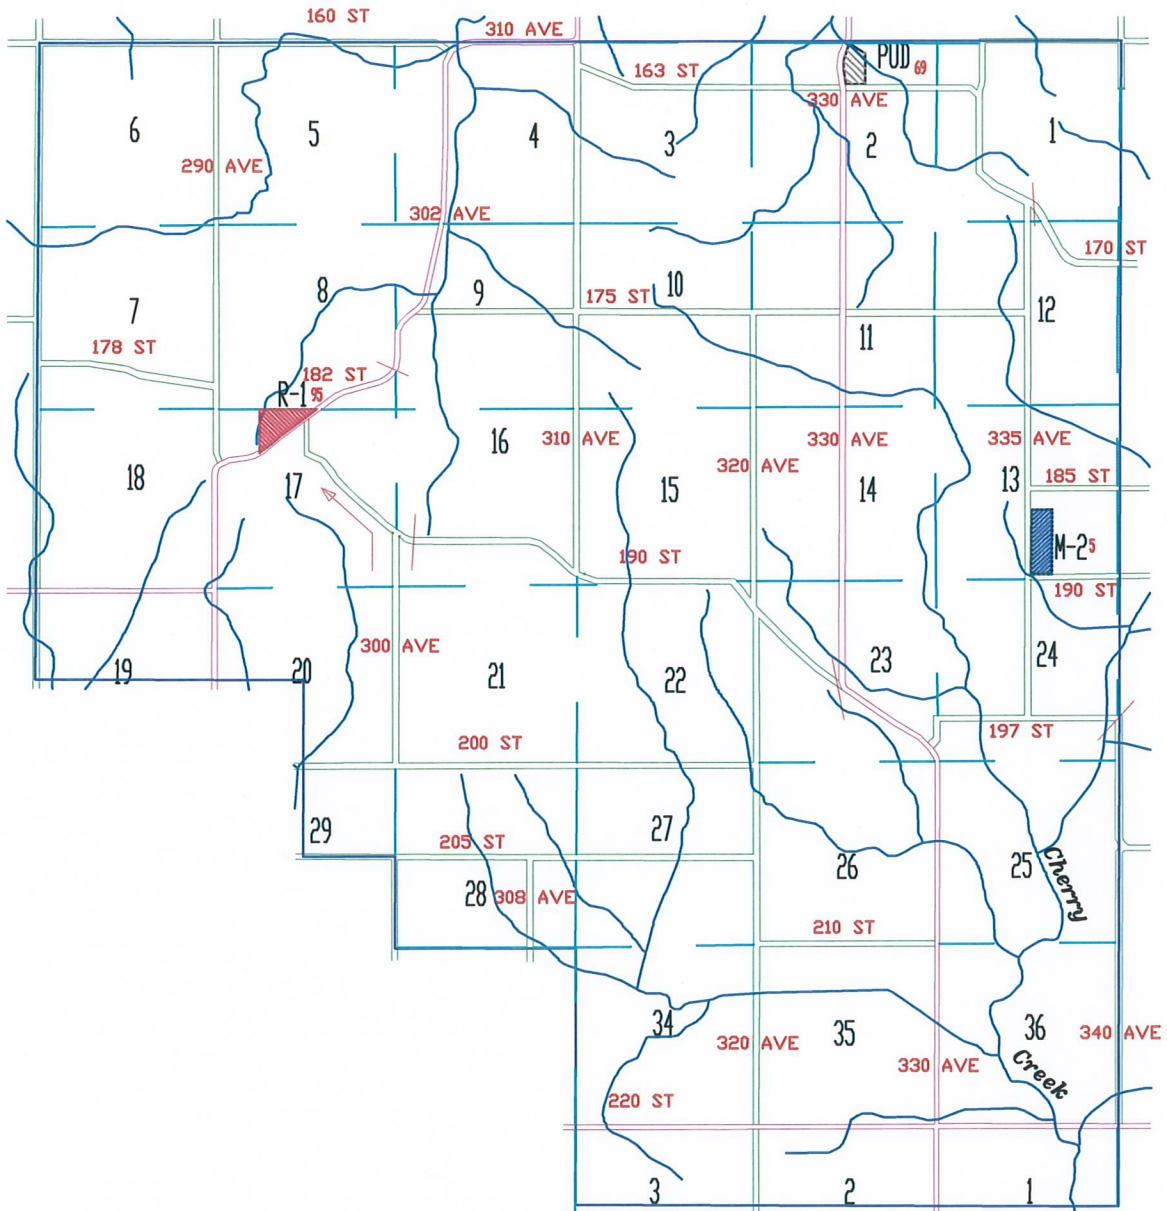 160 ST
310 AVE
PUD 69
163 ST
330 AVE
6
5
4
3
2
1
290 AVE
302 AVE
170 ST
7
8
9
10
175 ST
11
12
178 ST
182 ST
R-1 95
16
310 AVE
320 AVE
330 AVE
335 AVE
185 ST
18
17
15
14
13
M-2 5
190 ST
190 ST
300 AVE
19
20
21
22
23
24
197 ST
200 ST
29
205 ST
27
26
25
Cherry
28
308 AVE
210 ST
34
320 AVE
35
330 AVE
36
340 AVE
Creek
220 ST
3
2
1